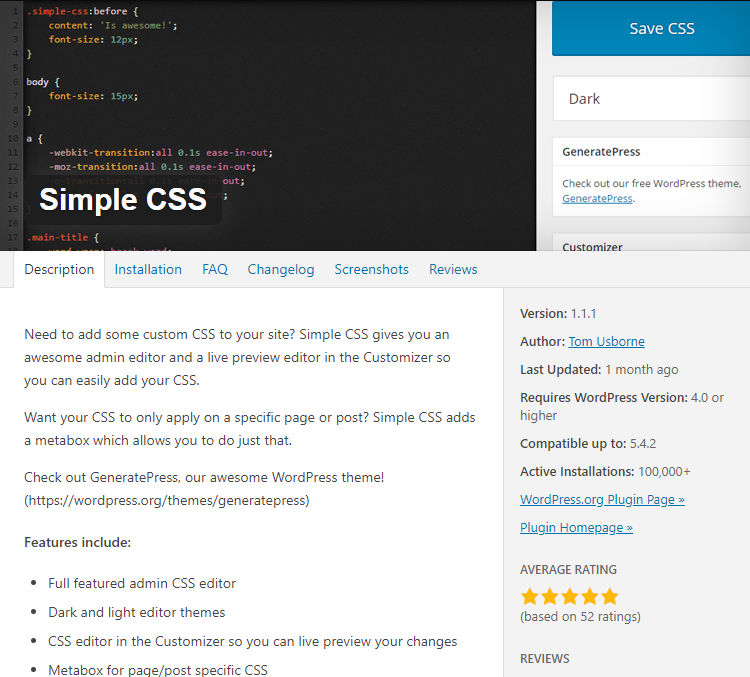 1 .simple-css:before {
2 content: 'Is awesome!';
3 font-size: 12px;
4 }
5
6 body {
7 font-size: 15px;
8 }
9
10 a {
11 -webkit-transition:all 0.1s ease-in-out;
12 -moz-transition:all 0.1s ease-in-out;
13
14
15
16
17 .main-title {
Simple CSS
Save CSS
Dark
GeneratePress
Check out our free WordPress theme,
GeneratePress.
Customizer
Description Installation FAQ Changelog Screenshots Reviews
Need to add some custom CSS to your site? Simple CSS gives you an
awesome admin editor and a live preview editor in the Customizer so
you can easily add your CSS.
Want your CSS to only apply on a specific page or post? Simple CSS adds
a metabox which allows you to do just that.
Check out GeneratePress, our awesome WordPress theme!
(https://wordpress.org/themes/generatepress)
Features include:
Full featured admin CSS editor
Dark and light editor themes
CSS editor in the Customizer so you can live preview your changes
Metabox for page/post specific CSS
Version: 1.1.1
Author: Tom Usborne
Last Updated: 1 month ago
Requires WordPress Version: 4.0 or
higher
Compatible up to: 5.4.2
Active Installations: 100,000+
WordPress.org Plugin Page »
Plugin Homepage »
AVERAGE RATING
(based on 52 ratings)
REVIEWS